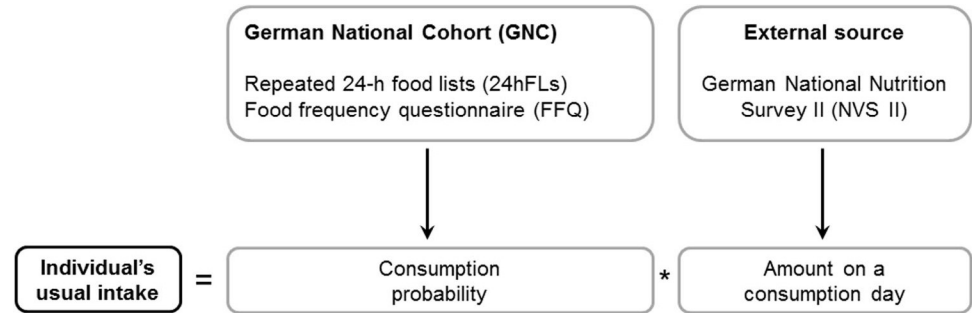 German National Cohort (GNC)
Repeated 24-h food lists (24hFLs)
Food frequency questionnaire (FFQ)
External source
German National Nutrition
Survey II (NVS II)
Individual's
usual intake
=
Consumption
probability
*
Amount on a
consumption day